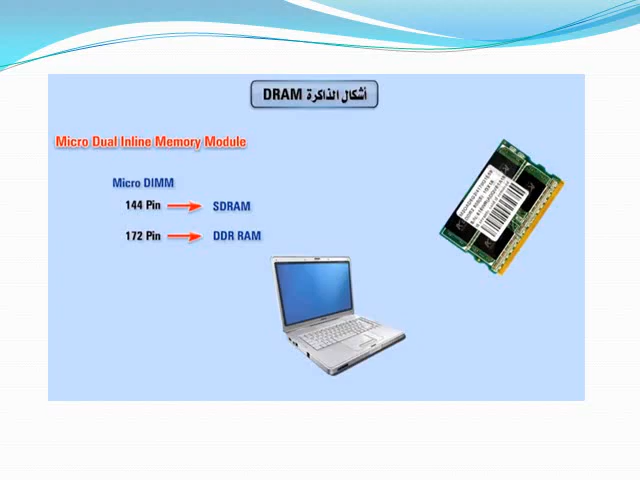 أشكال الذاكرة DRAM
Micro Dual Inline Memory Module
Micro DIMM
144 Pin → SDRAM
172 Pin → DDR RAM